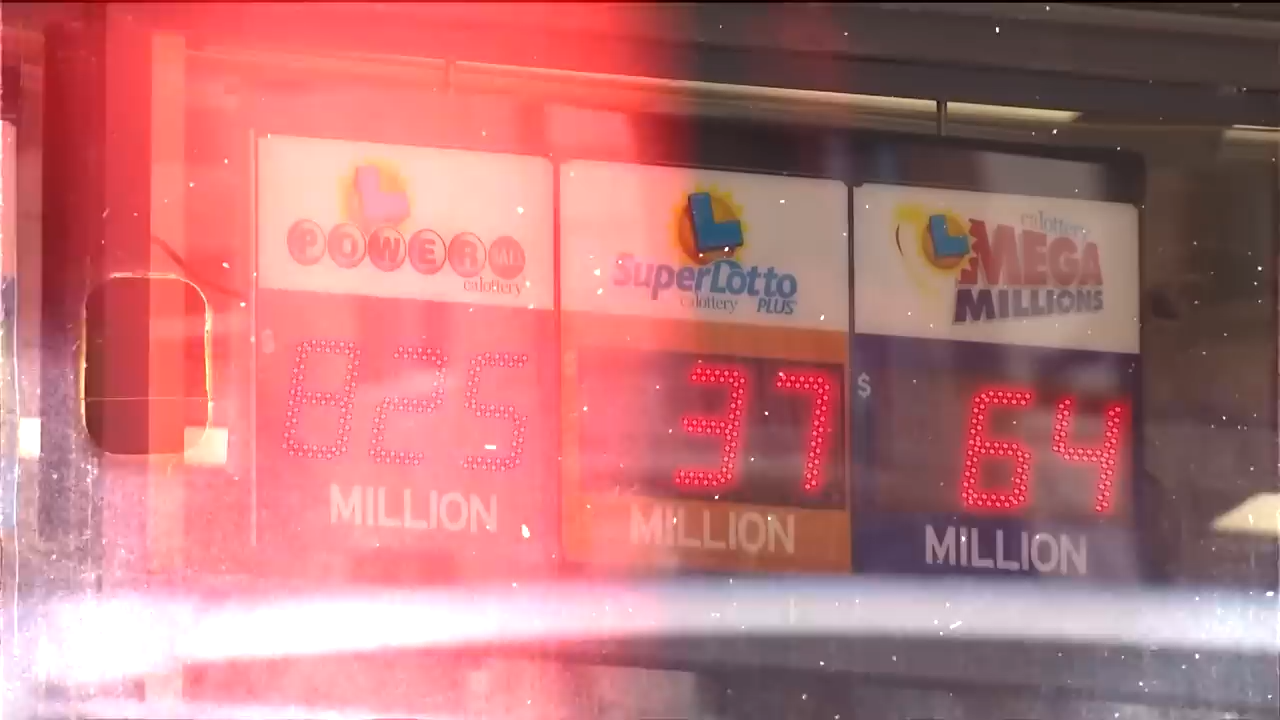 POWERBALL
calottery
825
MILLION
SuperLotto
calottery PLUS
37
MILLION
calottery
MEGA
MILLIONS
$ 64
MILLION